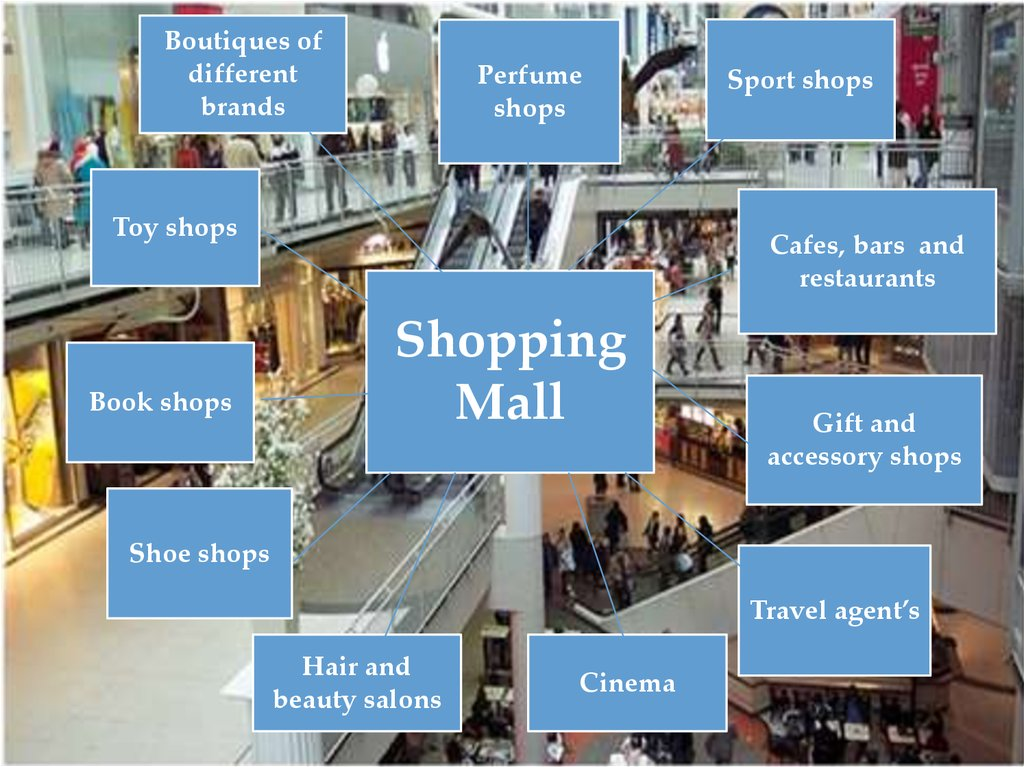 Boutiques of
different
brands
Perfume
shops
Sport shops
Toy shops
Cafes, bars  and
restaurants
Shopping
Mall
Book shops
Gift and
accessory shops
Shoe shops
Travel agent’s
Hair and
beauty salons
Cinema